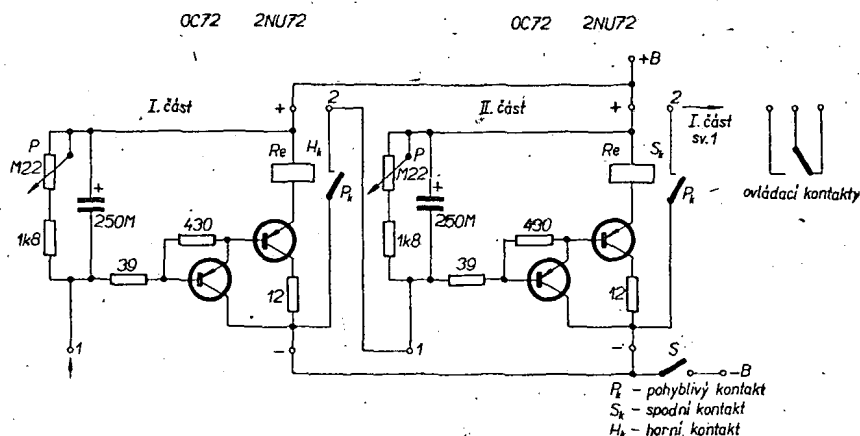 OC72 2NU72 OC72 2NU72
+B
I. část + 2 II. část + 2 I. část
sv.1
P M22 Re Hk Pk P M22 Re Sk Pk
ovládací kontakty
+ 250M + 250M
1k8 430 1k8 490
39 39
12 12
1 - 1 - S -B
Pk - pohyblivý kontakt
Sk - spodní kontakt
Hk - horní kontakt